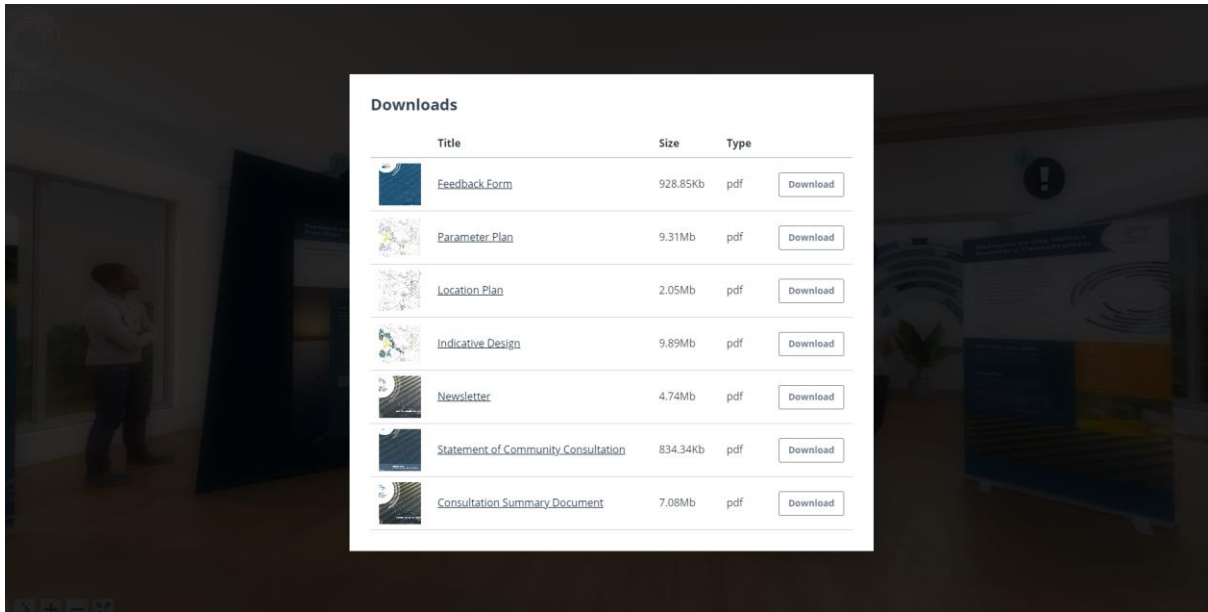 Downloads
Title Size Type
Feedback Form 928.85Kb pdf Download
Parameter Plan 9.31Mb pdf Download
Location Plan 2.05Mb pdf Download
Indicative Design 9.89Mb pdf Download
Newsletter 4.74Mb pdf Download
Statement of Community Consultation 834.34Kb pdf Download
Consultation Summary Document 7.08Mb pdf Download